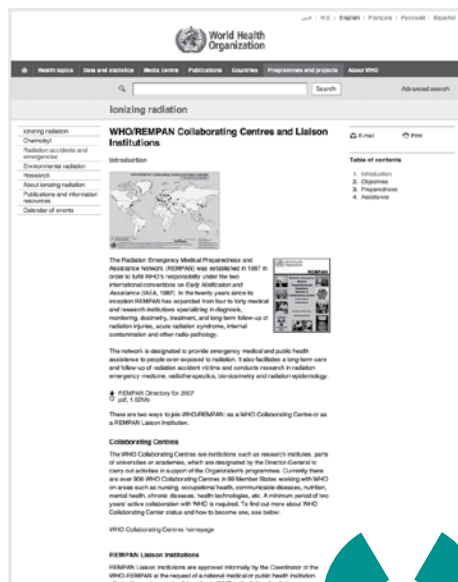 中文 | English | Français | Русский | Español
World Health
Organization
Health topics Data and statistics Media centre Publications Countries Programmes and projects About WHO
Search Advanced search
Ionizing radiation
Ionizing radiation
Chernobyl
Radiation accidents and
emergencies
Environmental radiation
Research
About ionizing radiation
Publications and information
resources
Calendar of events
WHO/REMPAN Collaborating Centres and Liaison
Institutions
Introduction
The Radiation Emergency Medical Preparedness and
Assistance Network (REMPAN) was established in 1987 in
order to fulfil WHO's responsibility under the two
international conventions on Early Notification and
Assistance (IAEA, 1987). In the twenty years since its
inception REMPAN has expanded from four to forty medical
and research institutions specializing in diagnosis,
monitoring, dosimetry, treatment, and long-term follow-up of
radiation injuries, acute radiation syndrome, internal
contamination and other radio-pathology.
REMPAN
The network is designated to provide emergency medical and public health
assistance to people over-exposed to radiation. It also facilitates a long-term care
and follow-up of radiation accident victims and conducts research in radiation
emergency medicine, radiotherapeutics, bio-dosimetry and radiation epidemiology.
REMPAN Directory for 2007
pdf, 1.92Mb
There are two ways to join WHO/REMPAN: as a WHO Collaborating Centre or as
a REMPAN Liaison Institution.
Collaborating Centres
The WHO Collaborating Centres are institutions such as research institutes, parts
of universities or academies, which are designated by the Director-General to
carry out activities in support of the Organization's programmes. Currently there
are over 900 WHO Collaborating Centres in 99 Member States working with WHO
on areas such as nursing, occupational health, communicable diseases, nutrition,
mental health, chronic diseases, health technologies, etc. A minimum period of two
years' active collaboration with WHO is required. To find out more about WHO
Collaborating Center status and how to become one, see below:
WHO Collaborating Centres homepage
REMPAN Liaison Institutions
REMPAN Liaison Institutions are approved informally by the Coordinator of the
WHO-REMPAN at the request of a national medical or public health institution
E-mail Print
Table of contents
1. Introduction
2. Objectives
3. Preparedness
4. Assistance